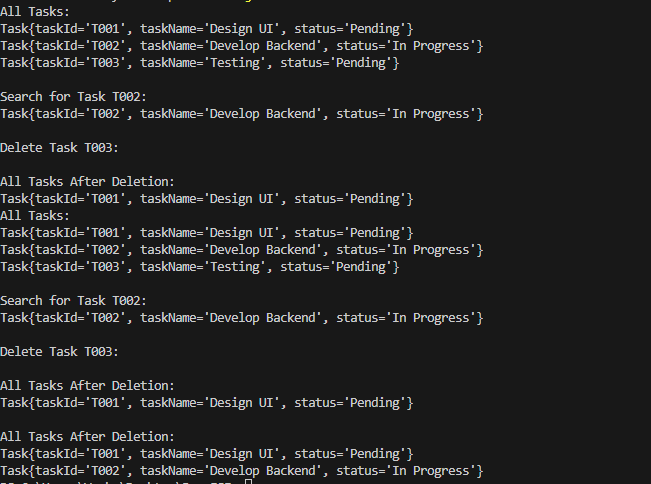 All Tasks:
Task{taskId='T001', taskName='Design UI', status='Pending'}
Task{taskId='T002', taskName='Develop Backend', status='In Progress'}
Task{taskId='T003', taskName='Testing', status='Pending'}

Search for Task T002:
Task{taskId='T002', taskName='Develop Backend', status='In Progress'}

Delete Task T003:

All Tasks After Deletion:
Task{taskId='T001', taskName='Design UI', status='Pending'}
All Tasks:
Task{taskId='T001', taskName='Design UI', status='Pending'}
Task{taskId='T002', taskName='Develop Backend', status='In Progress'}
Task{taskId='T003', taskName='Testing', status='Pending'}

Search for Task T002:
Task{taskId='T002', taskName='Develop Backend', status='In Progress'}

Delete Task T003:

All Tasks After Deletion:
Task{taskId='T001', taskName='Design UI', status='Pending'}

All Tasks After Deletion:
Task{taskId='T001', taskName='Design UI', status='Pending'}
Task{taskId='T002', taskName='Develop Backend', status='In Progress'}